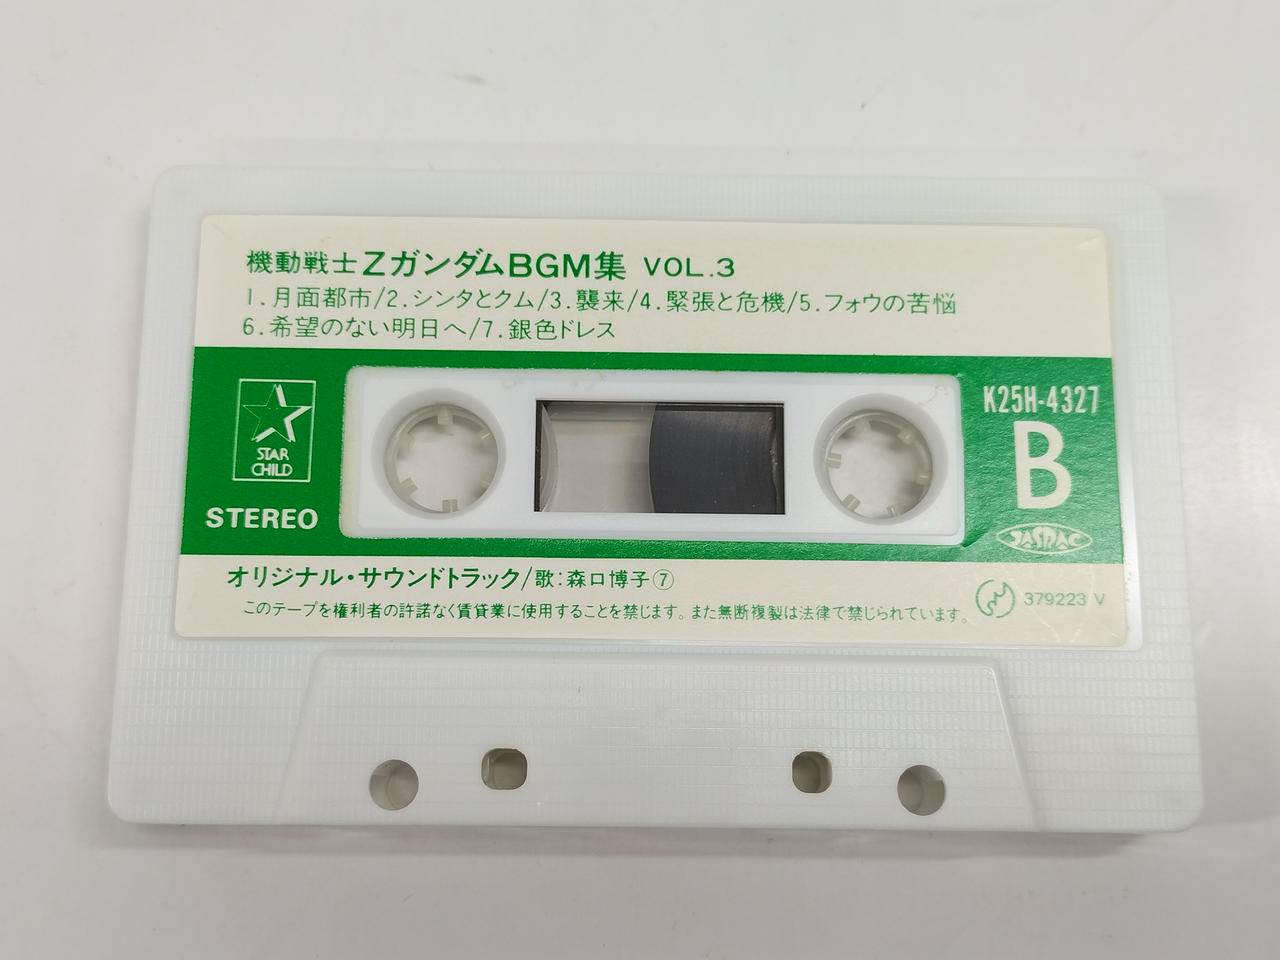 機動戦士ZガンダムBGM集 VOL.3
1.月面都市/2.シンタとクム/3.襲来/4.緊張と危機/5.フォウの苦悩
6.希望のない明日へ/7.銀色ドレス
K25H-4327
B
STAR
CHILD
STEREO
JASRAC
オリジナル・サウンドトラック/歌:森口博子⑦
このテープを権利者の許諾なく賃貸業に使用することを禁じます。また無断複製は法律で禁じられています。
379223 V